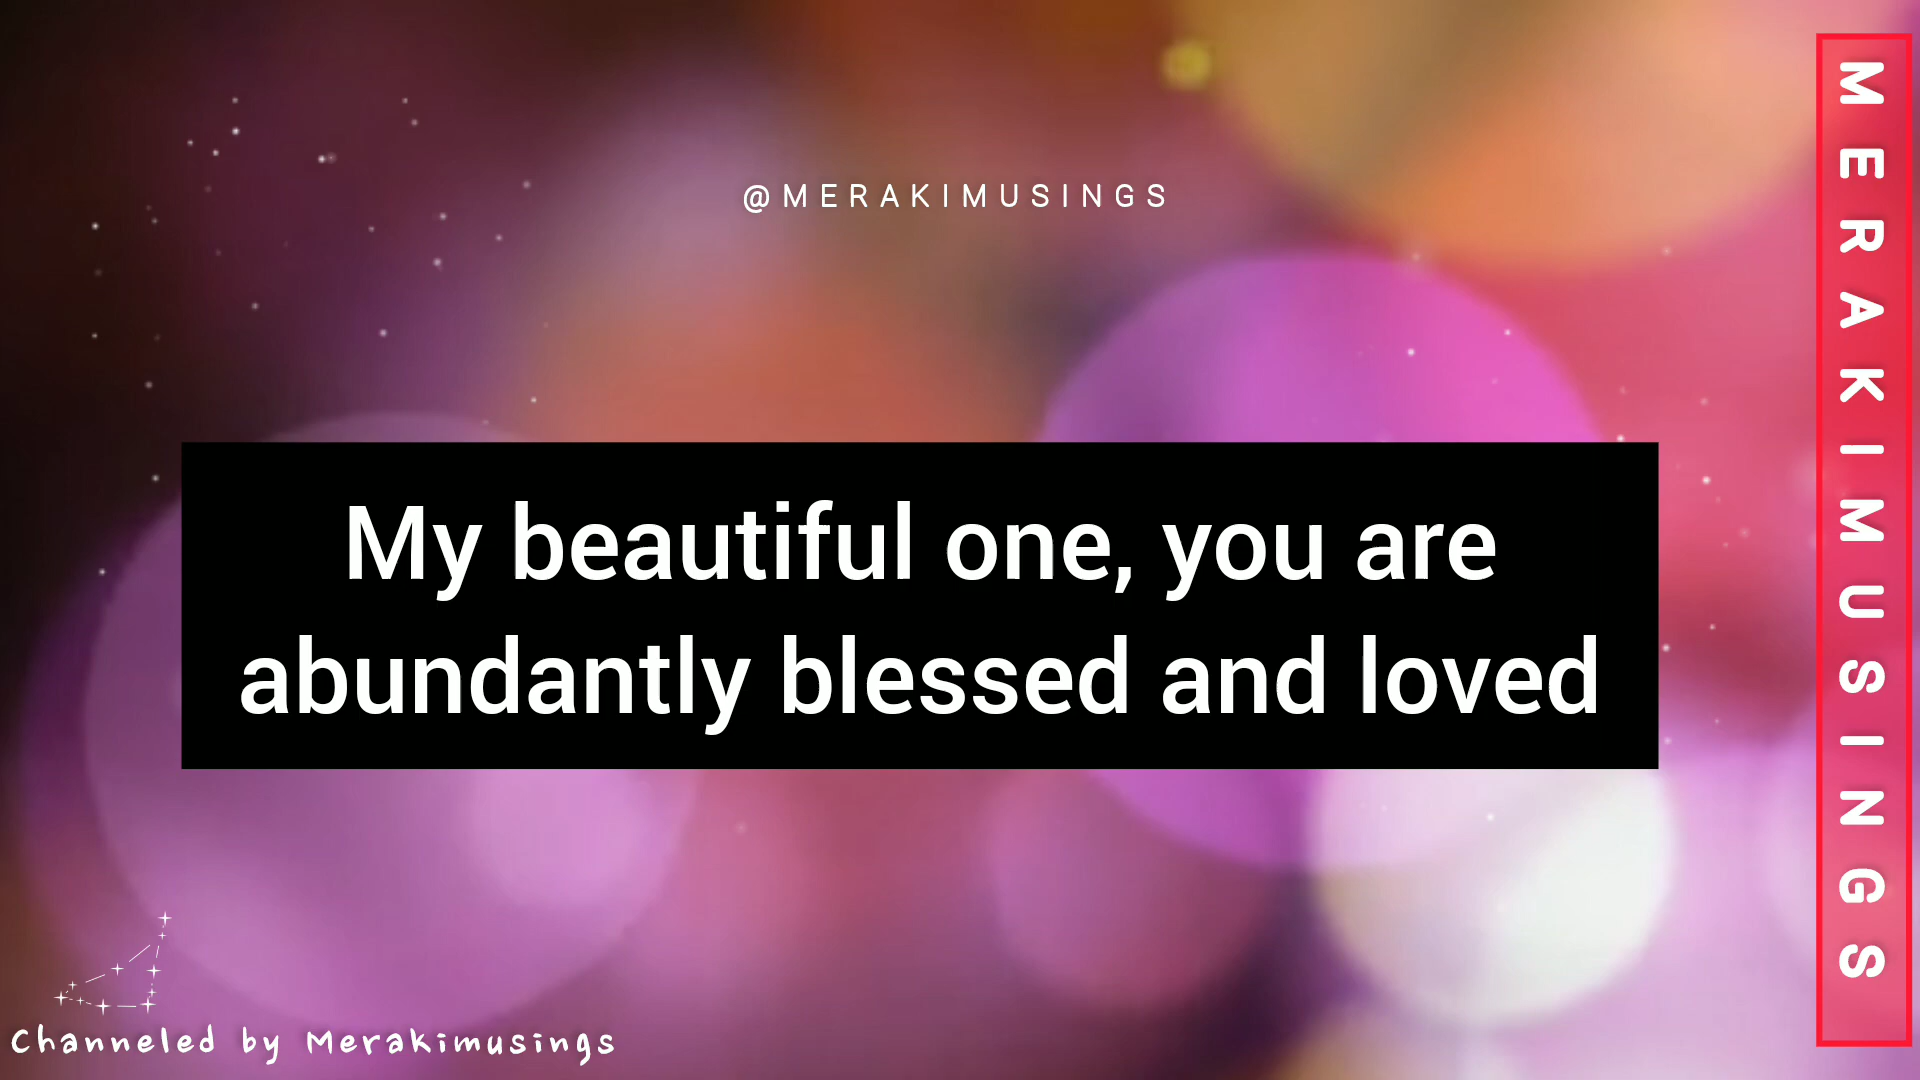 @MERAKIMUSINGS
My beautiful one, you are
abundantly blessed and loved
MERAKIMUSINGS
Channeled by Merakimusings